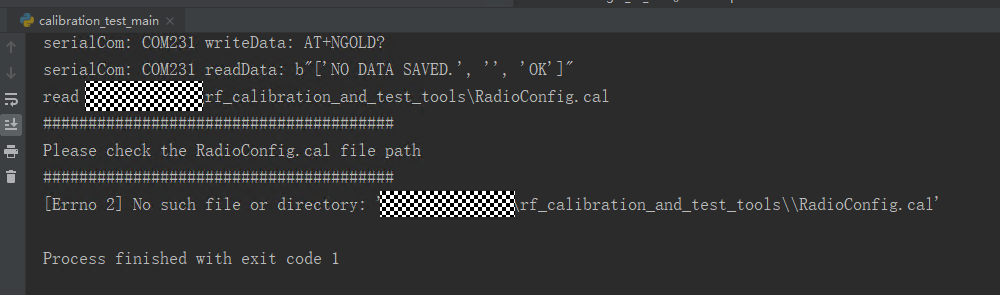 calibration_test_main
serialCom: COM231 writeData: AT+NGOLD?
serialCom: COM231 readData: b"['NO DATA SAVED.', '', 'OK']"
read \rf_calibration_and_test_tools\RadioConfig.cal
#######################################
Please check the RadioConfig.cal file path
#######################################
[Errno 2] No such file or directory: '\rf_calibration_and_test_tools\\RadioConfig.cal'
Process finished with exit code 1